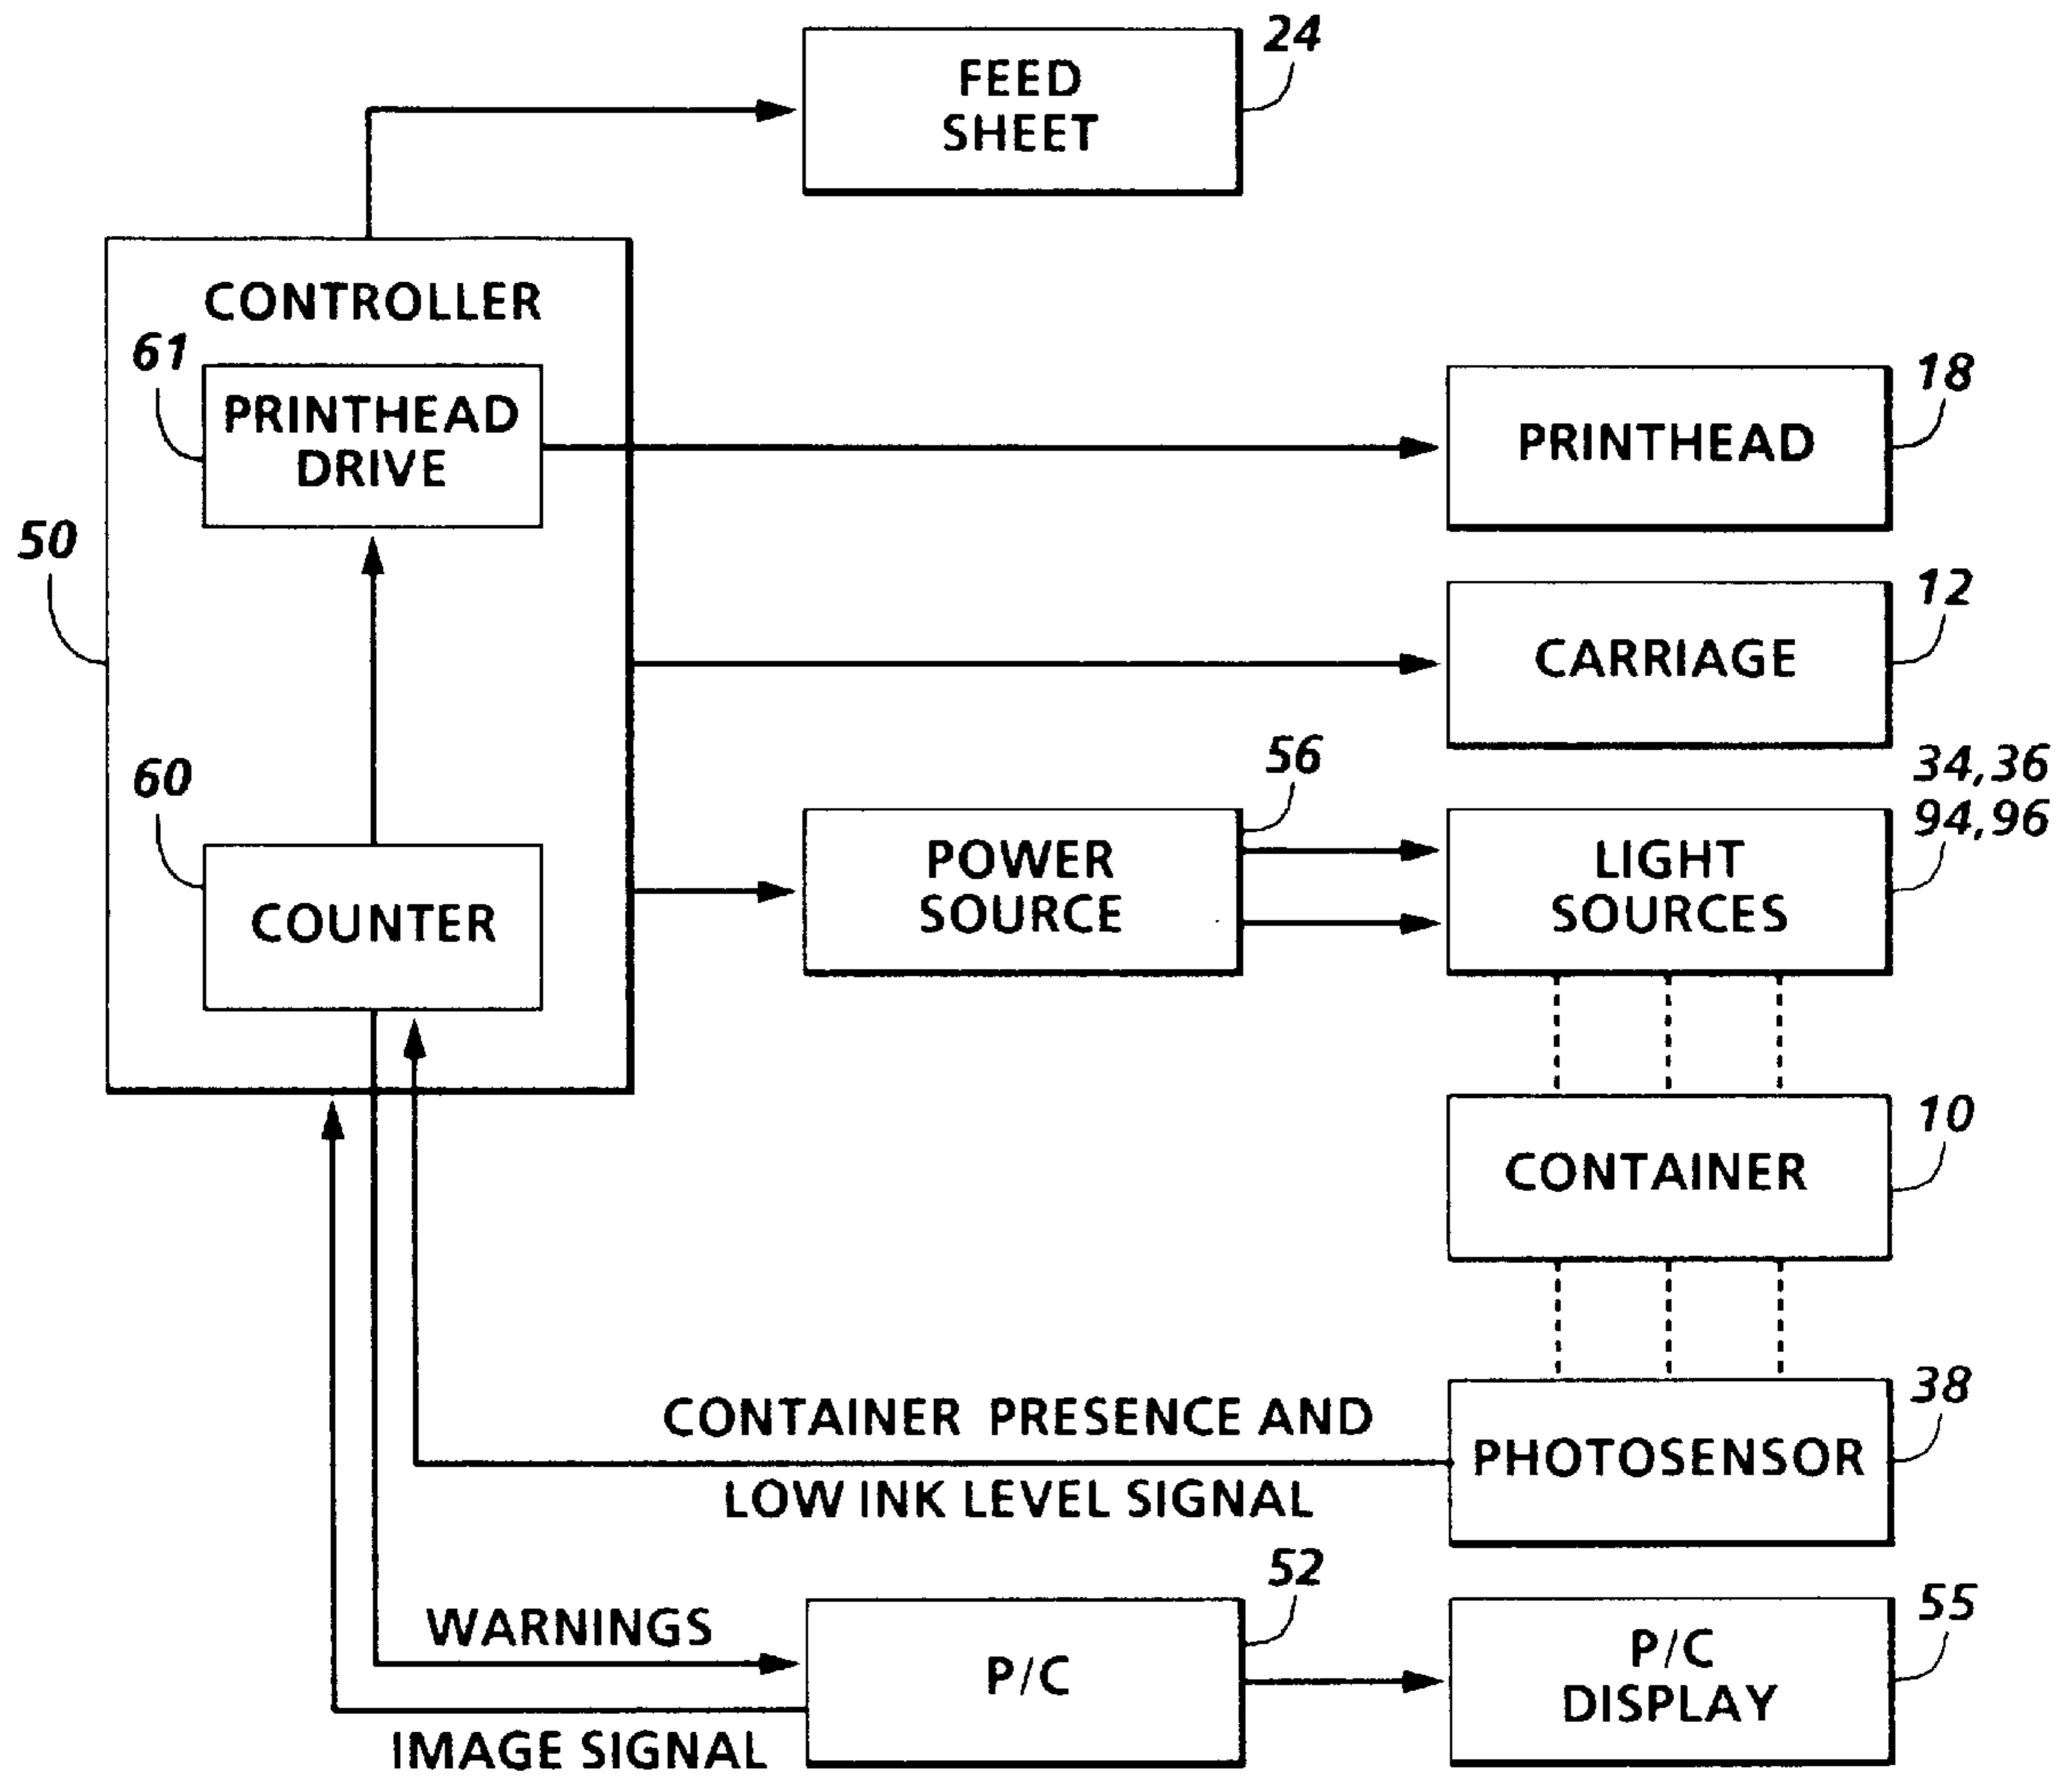 24
FEED
SHEET
CONTROLLER
61
PRINTHEAD
DRIVE
18
PRINTHEAD
50
12
CARRIAGE
60
COUNTER
56
POWER
SOURCE
34,36
94,96
LIGHT
SOURCES
10
CONTAINER
38
PHOTOSENSOR
CONTAINER PRESENCE AND
LOW INK LEVEL SIGNAL
52
WARNINGS
P/C
55
P/C
DISPLAY
IMAGE SIGNAL